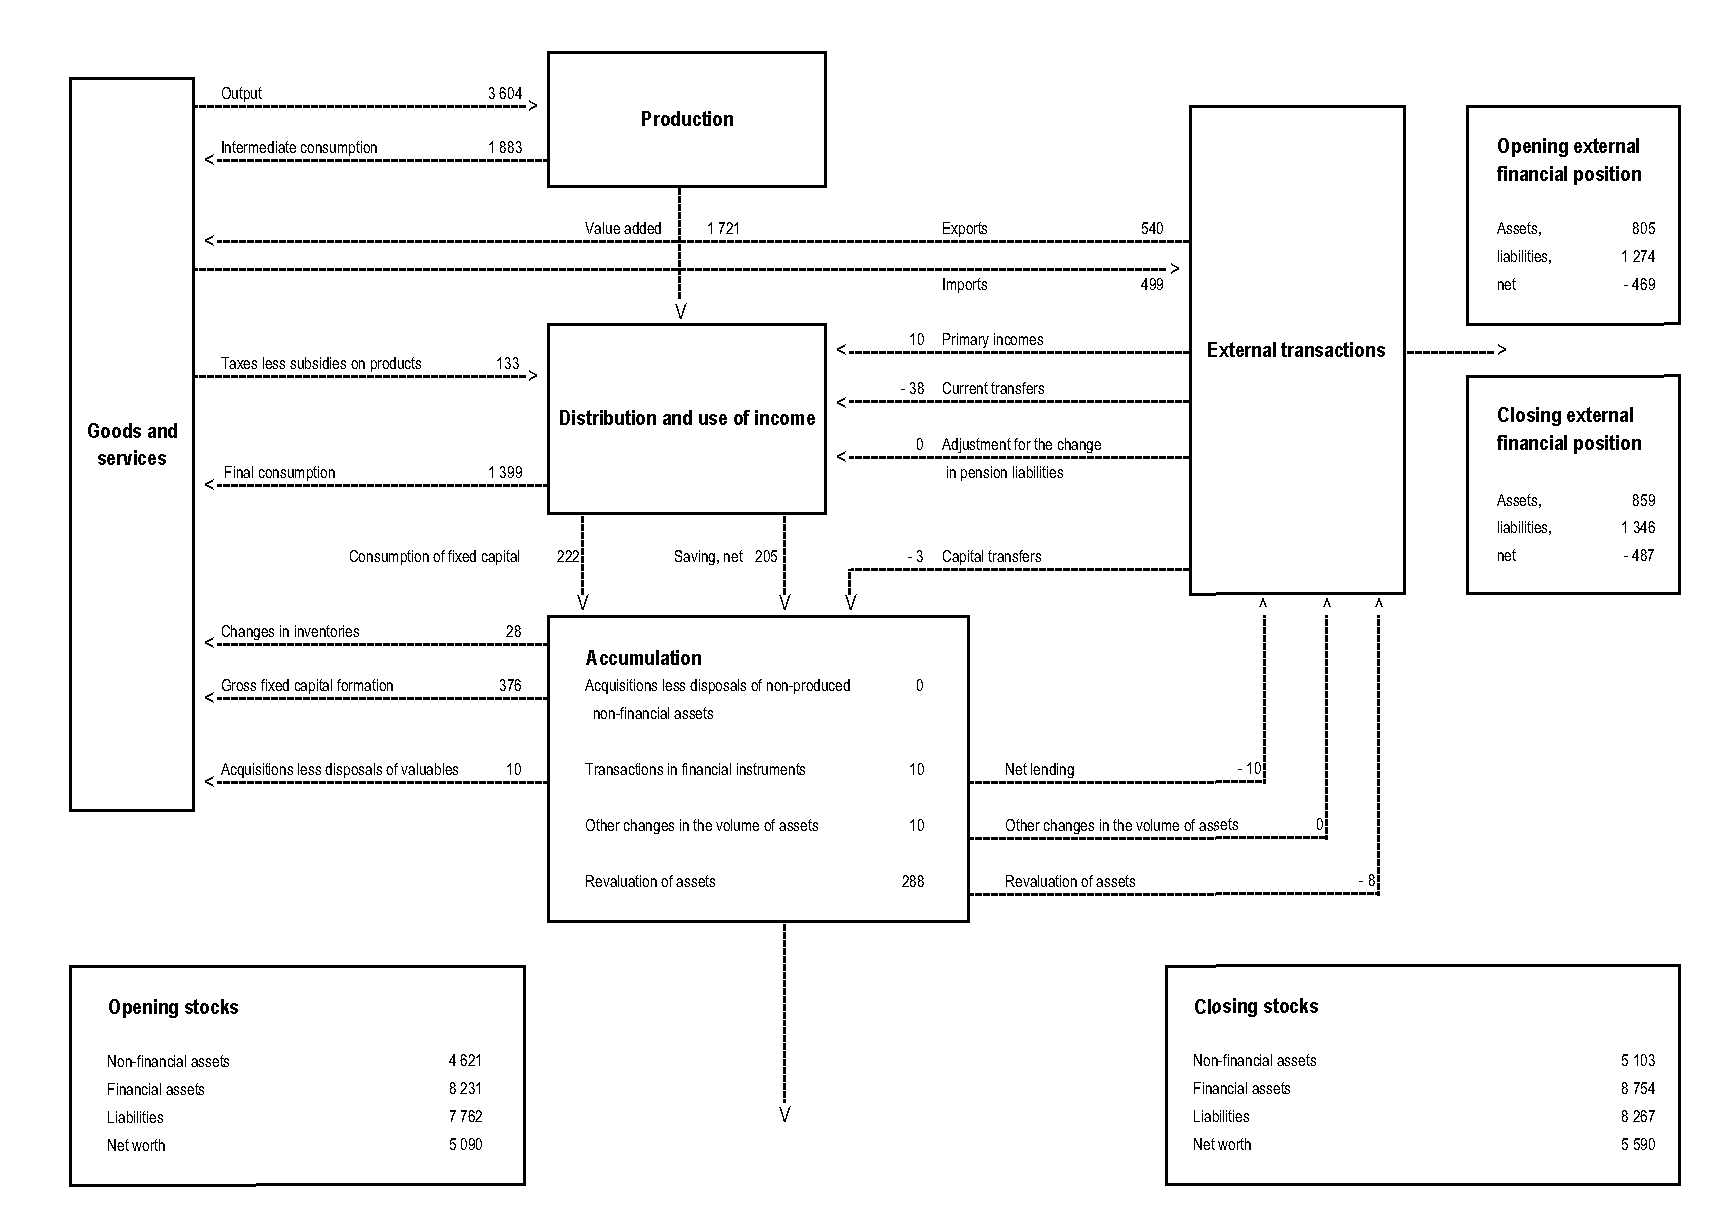 Output 3 604
Production
Intermediate consumption 1 883
Value added 1 721
Exports 540
Imports 499
Opening external
financial position
Assets, 805
liabilities, 1 274
net - 469
Goods and
services
Taxes less subsidies on products 133
Distribution and use of income
Final consumption 1 399
10 Primary incomes
- 38 Current transfers
0 Adjustment for the change
in pension liabilities
External transactions
Closing external
financial position
Assets, 859
liabilities, 1 346
net - 487
Consumption of fixed capital 222
Saving, net 205
- 3 Capital transfers
Changes in inventories 28
Gross fixed capital formation 376
Acquisitions less disposals of valuables 10
Accumulation
Acquisitions less disposals of non-produced 0
non-financial assets
Transactions in financial instruments 10
Other changes in the volume of assets 10
Revaluation of assets 288
Net lending - 10
Other changes in the volume of assets 0
Revaluation of assets - 8
Opening stocks
Non-financial assets 4 621
Financial assets 8 231
Liabilities 7 762
Net worth 5 090
Closing stocks
Non-financial assets 5 103
Financial assets 8 754
Liabilities 8 267
Net worth 5 590